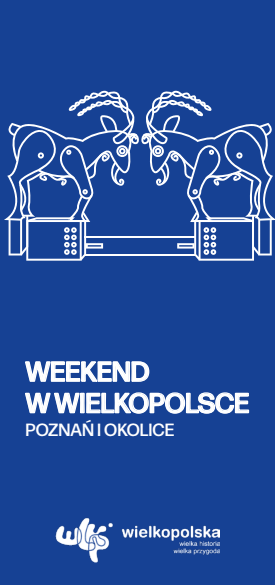 WEEKEND
W WIELKOPOLSCE
POZNAŃ I OKOLICE
wielkopolska
wielka historia
wielka przygoda